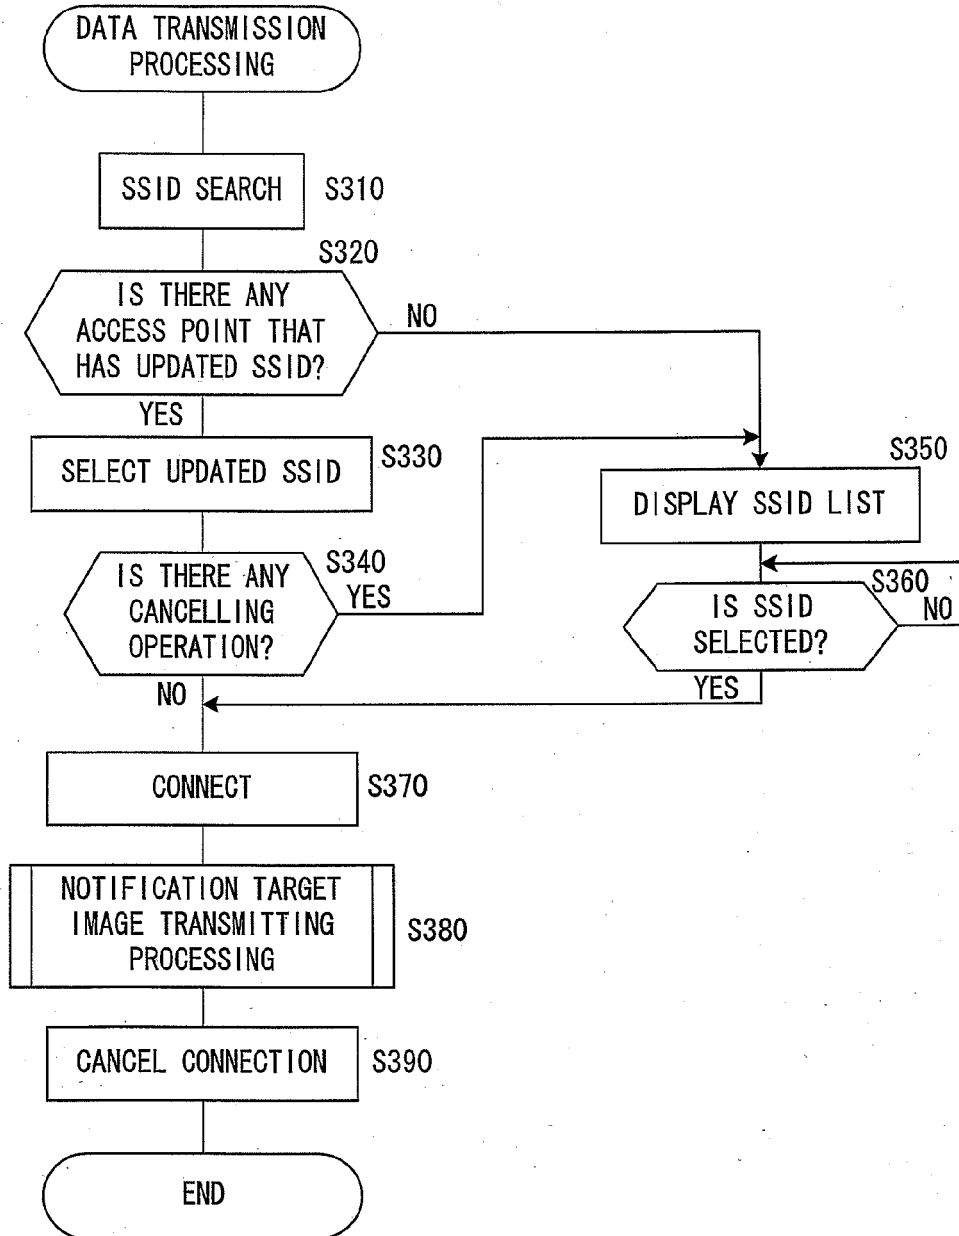 DATA TRANSMISSION
PROCESSING
SSID SEARCH
S310
S320
IS THERE ANY
ACCESS POINT THAT
HAS UPDATED SSID?
NO
YES
SELECT UPDATED SSID
S330
S350
DISPLAY SSID LIST
S340
IS THERE ANY
CANCELLING
OPERATION?
YES
S360
IS SSID
SELECTED?
NO
NO
YES
CONNECT
S370
NOTIFICATION TARGET
IMAGE TRANSMITTING
PROCESSING
S380
CANCEL CONNECTION
S390
END